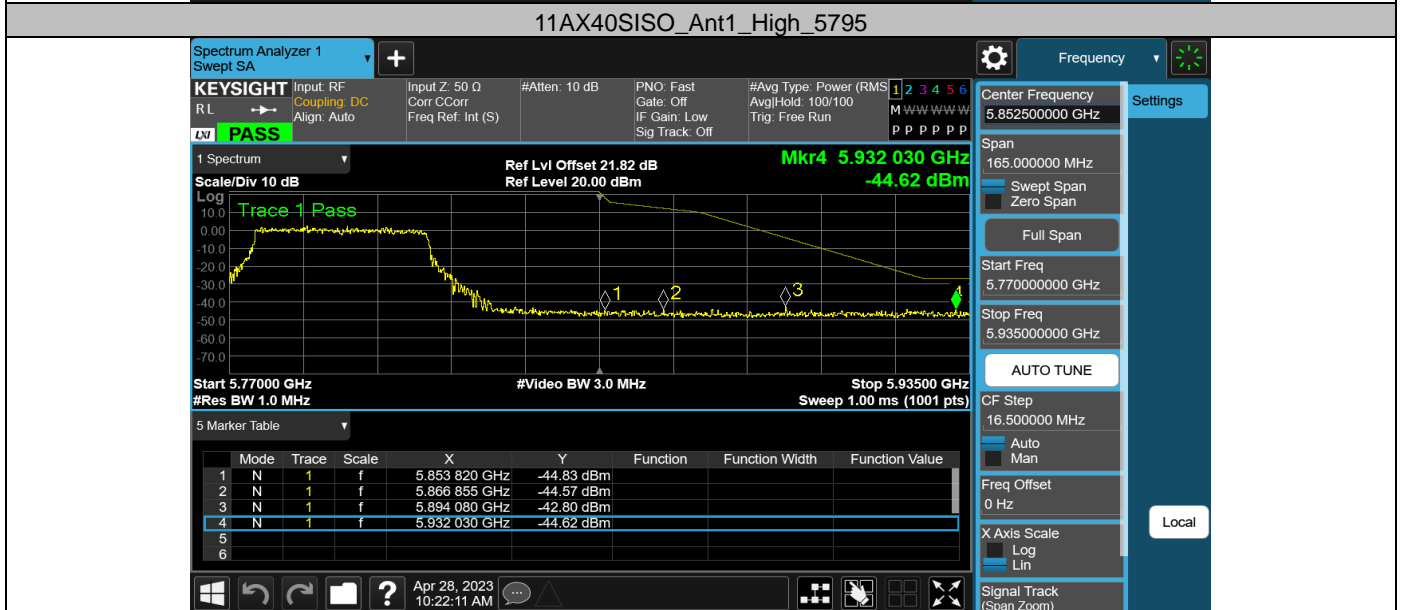 11AX40SISO_Ant1_High_5795
Spectrum Analyzer 1
Swept SA
+
Frequency
KEYSIGHT
RL
LXI PASS
Input: RF
Coupling: DC
Align: Auto
Input Z: 50 Ω
Corr CCorr
Freq Ref: Int (S)
#Atten: 10 dB
PNO: Fast
Gate: Off
IF Gain: Low
Sig Track: Off
#Avg Type: Power (RMS
Avg|Hold: 100/100
Trig: Free Run
1 2 3 4 5 6
M W W W W W
P P P P P P
Center Frequency
5.852500000 GHz
Settings
Span
165.000000 MHz
Swept Span
Zero Span
Full Span
Start Freq
5.770000000 GHz
Stop Freq
5.935000000 GHz
AUTO TUNE
CF Step
16.500000 MHz
Auto
Man
Freq Offset
0 Hz
X Axis Scale
Log
Lin
Signal Track
(Span Zoom)
Local
1 Spectrum
Scale/Div 10 dB
Ref Lvl Offset 21.82 dB
Ref Level 20.00 dBm
Mkr4 5.932 030 GHz
-44.62 dBm
Log
Trace 1 Pass
10.0
0.00
-10.0
-20.0
-30.0
-40.0
-50.0
-60.0
-70.0
1
2
3
4
Start 5.77000 GHz
#Res BW 1.0 MHz
#Video BW 3.0 MHz
Stop 5.93500 GHz
Sweep 1.00 ms (1001 pts)
5 Marker Table
Mode Trace Scale X Y Function Function Width Function Value
1 N 1 f 5.853 820 GHz -44.83 dBm
2 N 1 f 5.866 855 GHz -44.57 dBm
3 N 1 f 5.894 080 GHz -42.80 dBm
4 N 1 f 5.932 030 GHz -44.62 dBm
5
6
?
Apr 28, 2023
10:22:11 AM